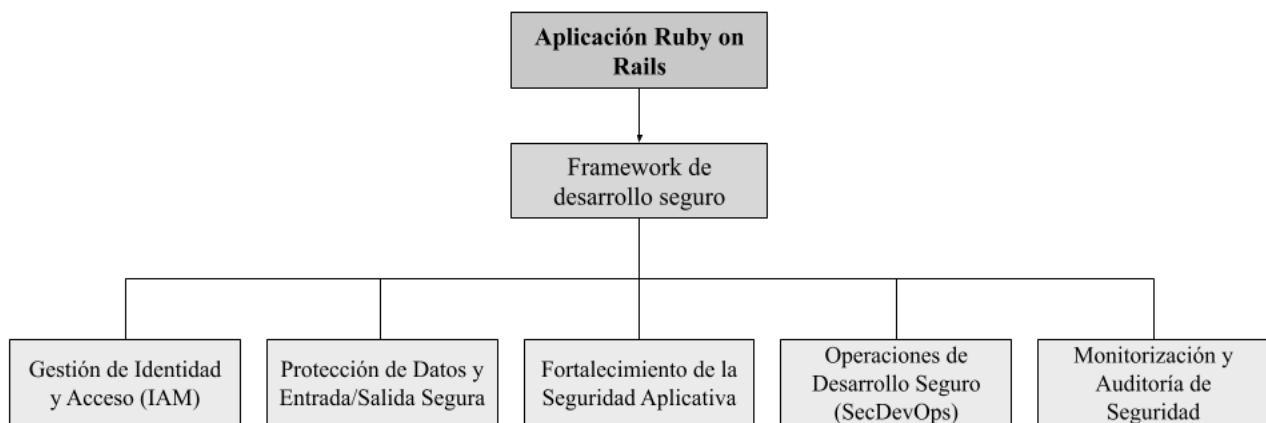 Aplicación Ruby on
Rails
Framework de
desarrollo seguro
Gestión de Identidad
y Acceso (IAM)
Protección de Datos y
Entrada/Salida Segura
Fortalecimiento de la
Seguridad Aplicativa
Operaciones de
Desarrollo Seguro
(SecDevOps)
Monitorización y
Auditoría de
Seguridad